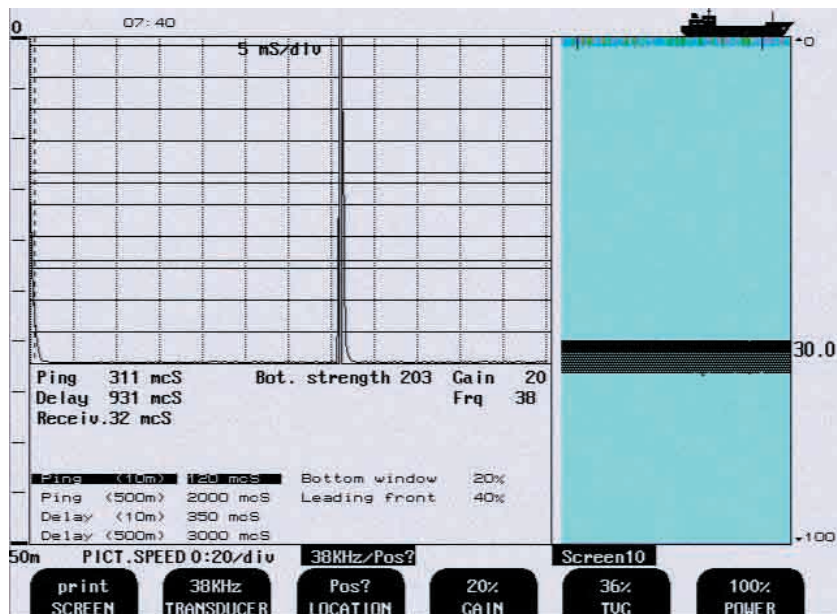 07:40
0
5 mS/div
0
30.0
Ping 311 mcS Bot. strength 203 Gain 20
Delay 931 mcS Frq 38
Receiv.32 mcS
Ping (10m) 120 mcS Bottom window 20%
Ping (500m) 2000 mcS Leading front 40%
Delay (10m) 350 mcS
Delay (500m) 3000 mcS
100
50m PICT.SPEED 0:20/div 38KHz/Pos? Screen10
print 38KHz Pos? 20% 36% 100%
SCREEN TRANSDUCER LOCATION GAIN TVG POWER